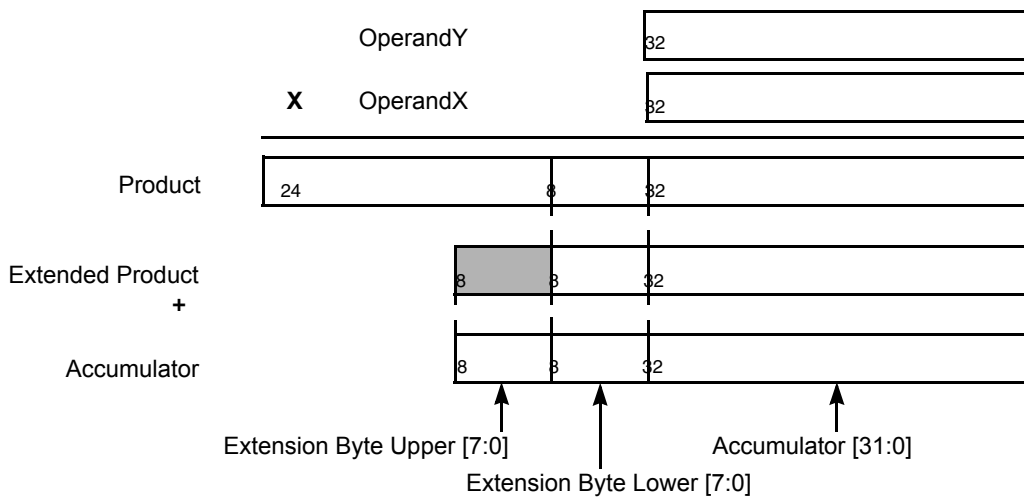 OperandY
32
X OperandX
32
Product
24 8 32
Extended Product
8 8 32
+
Accumulator
8 8 32
Extension Byte Upper [7:0] Accumulator [31:0]
Extension Byte Lower [7:0]